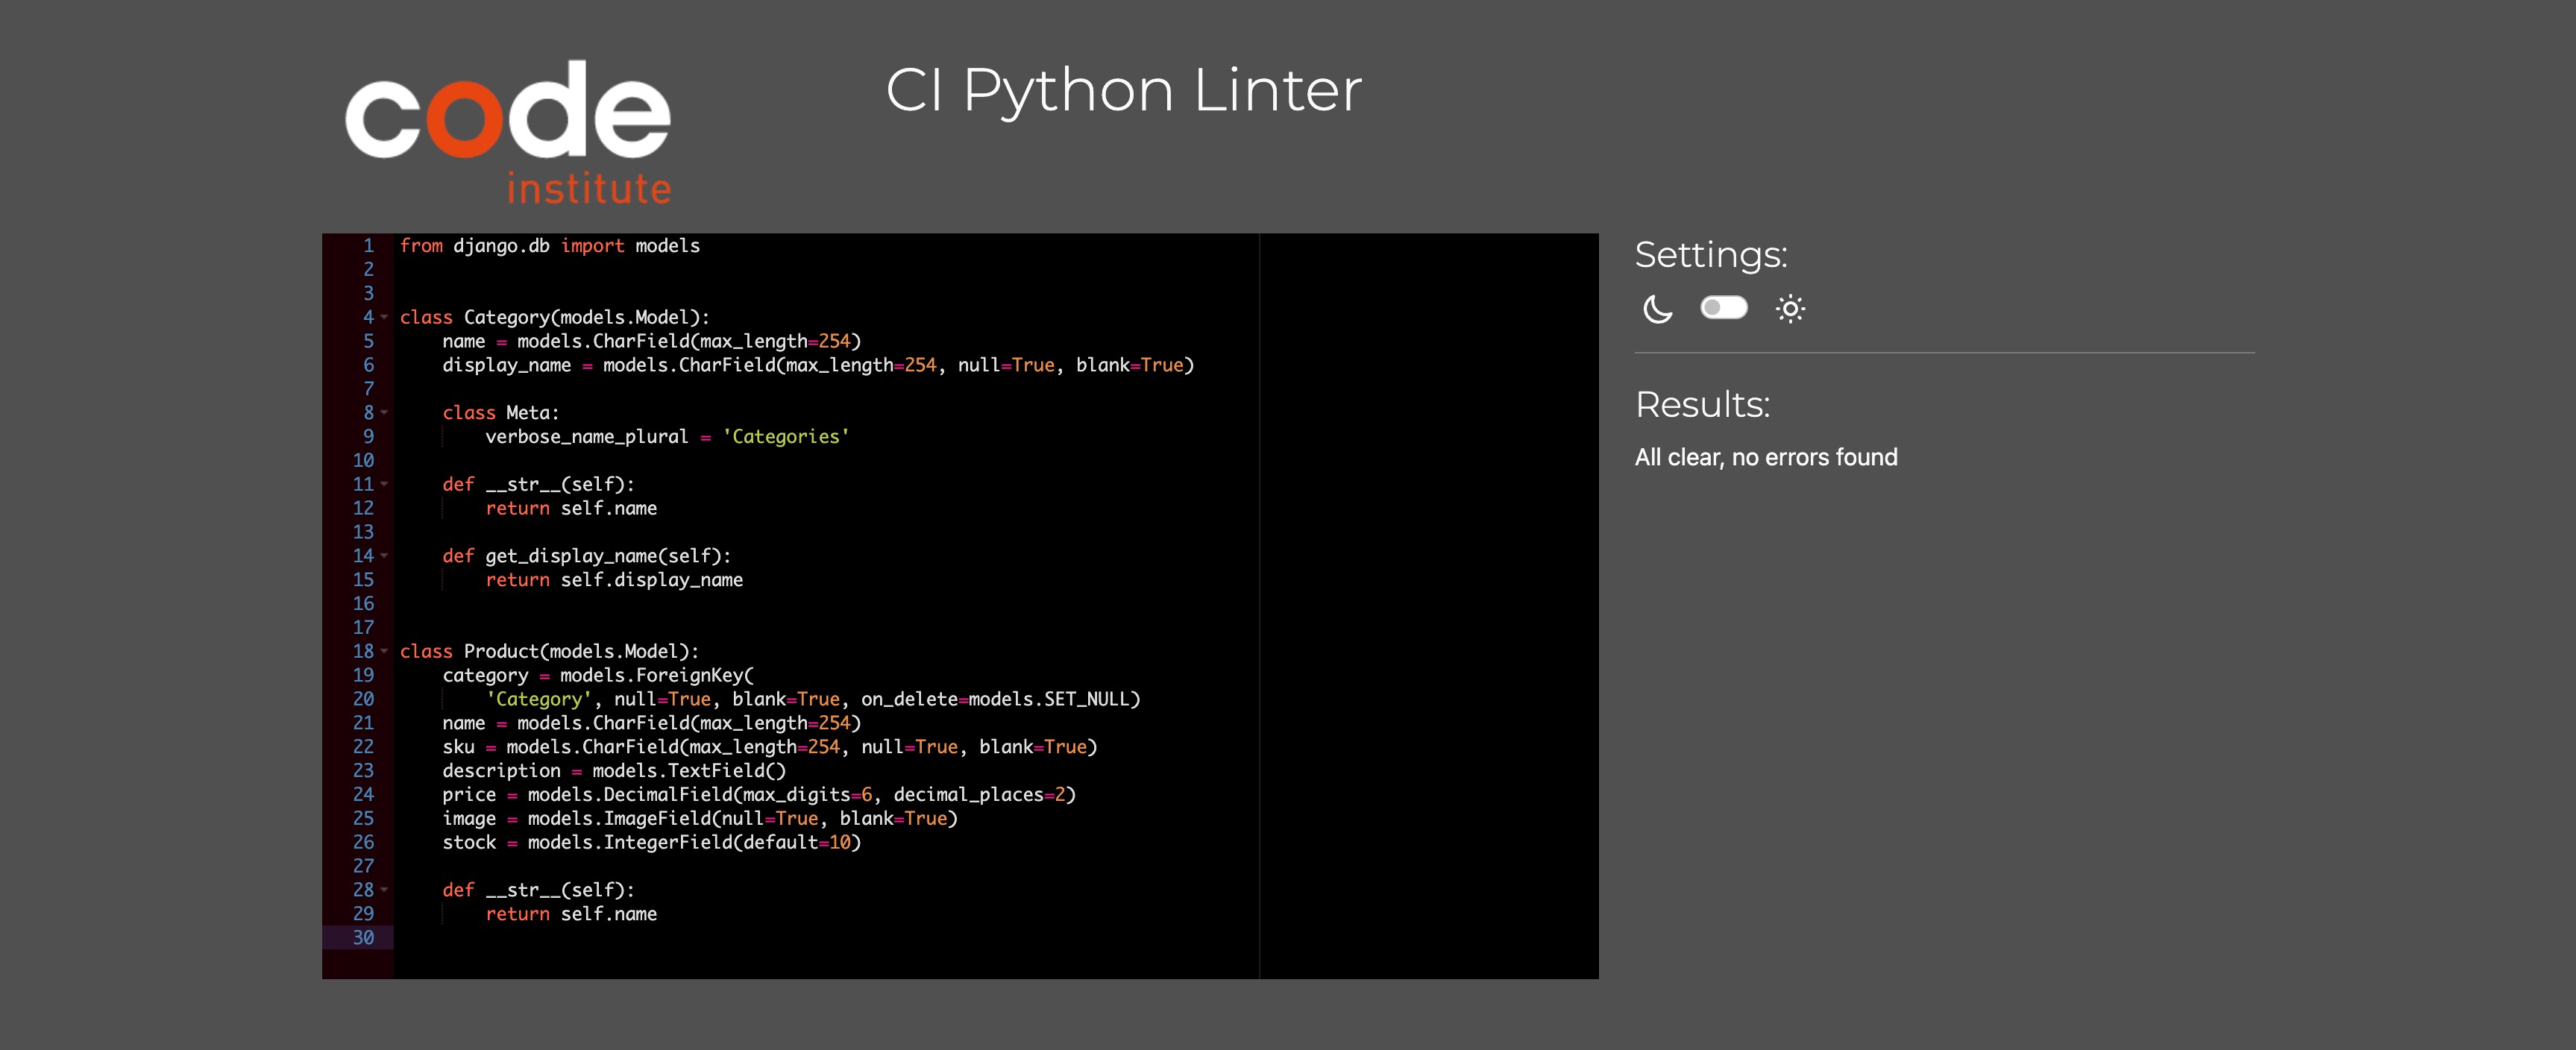 code
institute
CI Python Linter
1 from django.db import models
2
3
4 class Category(models.Model):
5     name = models.CharField(max_length=254)
6     display_name = models.CharField(max_length=254, null=True, blank=True)
7
8     class Meta:
9         verbose_name_plural = 'Categories'
10
11     def __str__(self):
12         return self.name
13
14     def get_display_name(self):
15         return self.display_name
16
17
18 class Product(models.Model):
19     category = models.ForeignKey(
20         'Category', null=True, blank=True, on_delete=models.SET_NULL)
21     name = models.CharField(max_length=254)
22     sku = models.CharField(max_length=254, null=True, blank=True)
23     description = models.TextField()
24     price = models.DecimalField(max_digits=6, decimal_places=2)
25     image = models.ImageField(null=True, blank=True)
26     stock = models.IntegerField(default=10)
27
28     def __str__(self):
29         return self.name
30
Settings:
Results:
All clear, no errors found